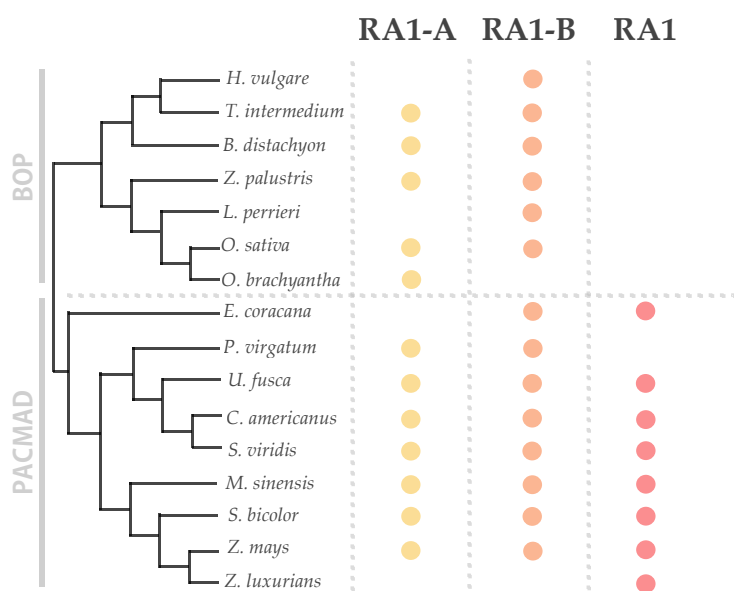 RA1-A RA1-B RA1
BOP
H. vulgare
T. intermedium
B. distachyon
Z. palustris
L. perrieri
O. sativa
O. brachyantha
PACMAD
E. coracana
P. virgatum
U. fusca
C. americanus
S. viridis
M. sinensis
S. bicolor
Z. mays
Z. luxurians